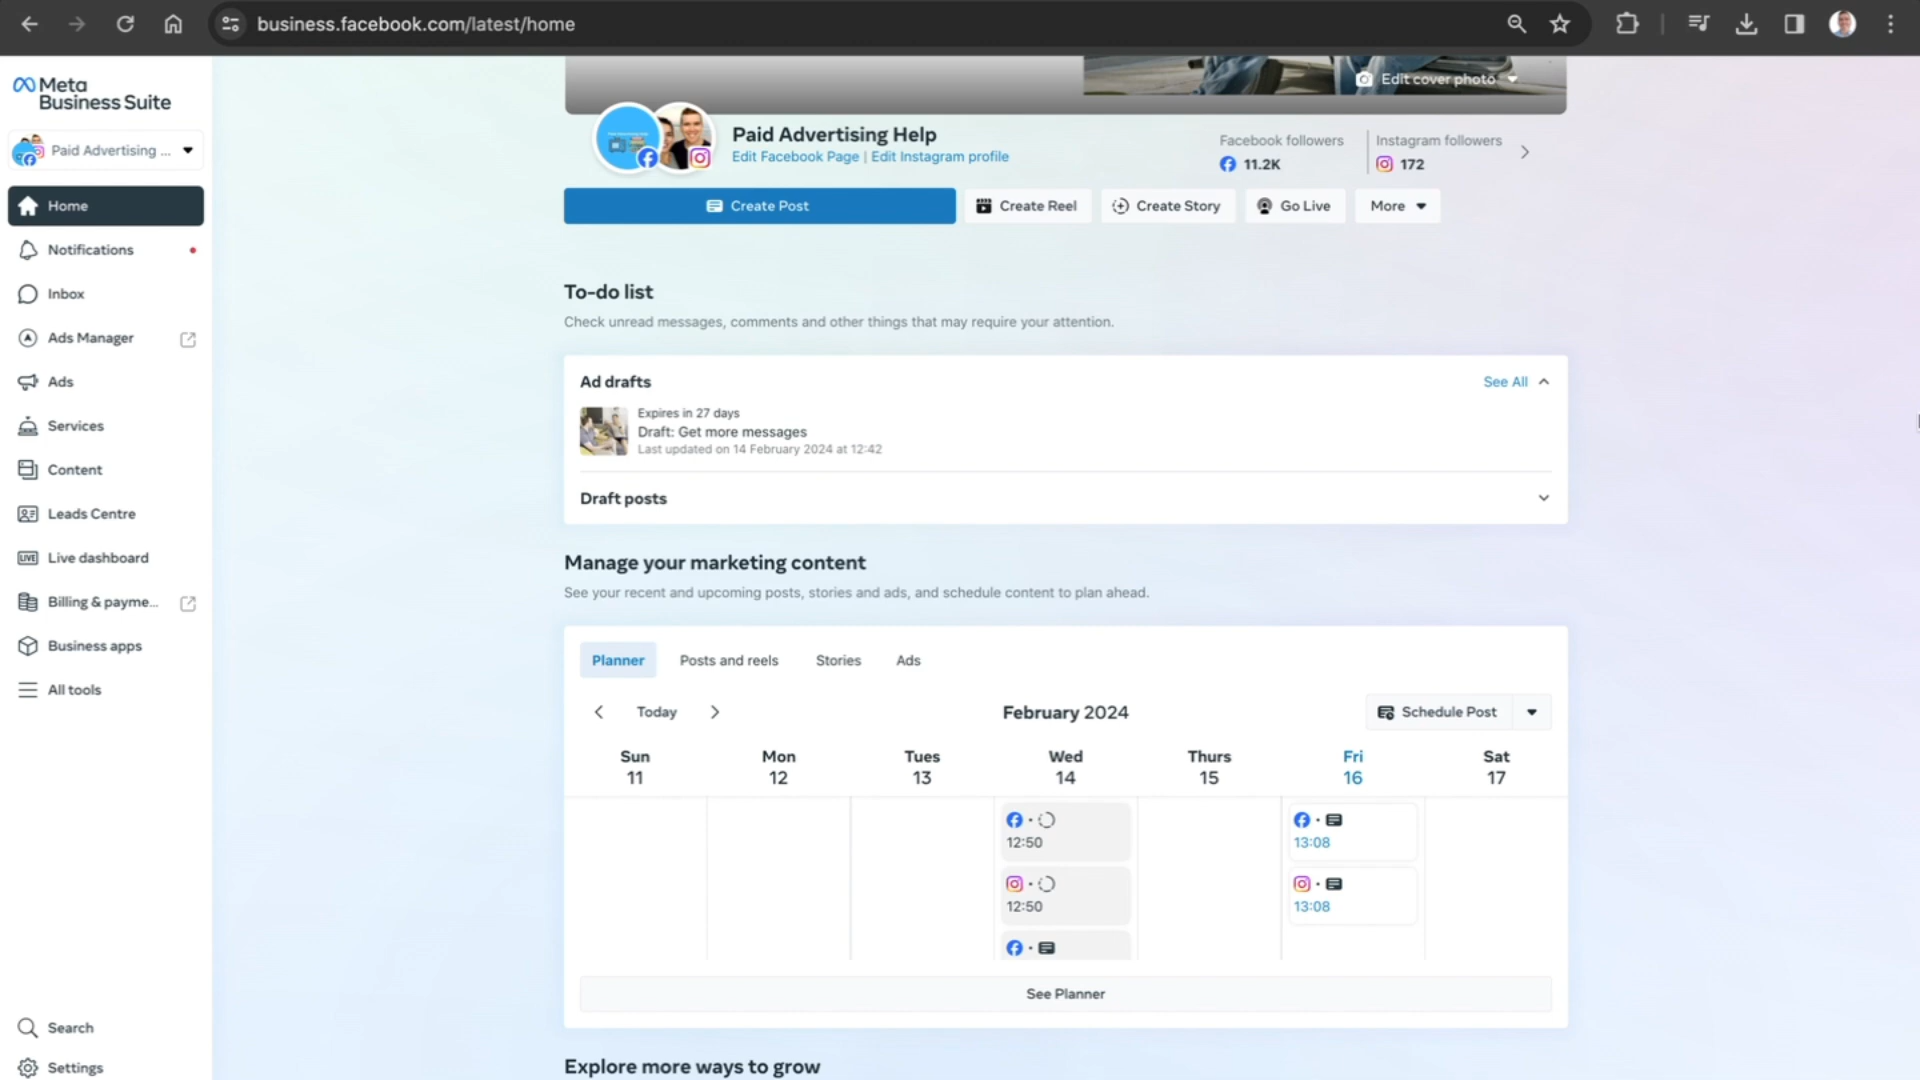 business.facebook.com/latest/home
Meta
Business Suite
Paid Advertising ...
Home
Notifications
Inbox
Ads Manager
Ads
Services
Content
Leads Centre
LIVE
Live dashboard
Billing & payme...
Business apps
All tools
Search
Settings
Edit cover photo
Paid Advertising Help
Edit Facebook Page | Edit Instagram profile
Facebook followers
11.2K
Instagram followers
172
Create Post
Create Reel
Create Story
Go Live
More
To-do list
Check unread messages, comments and other things that may require your attention.
Ad drafts
See All
Expires in 27 days
Draft: Get more messages
Last updated on 14 February 2024 at 12:42
Draft posts
Manage your marketing content
See your recent and upcoming posts, stories and ads, and schedule content to plan ahead.
Planner
Posts and reels
Stories
Ads
Today
February 2024
Schedule Post
Sun Mon Tues Wed Thurs Fri Sat
11 12 13 14 15 16 17
12:50 13:08
12:50 13:08
See Planner
Explore more ways to grow